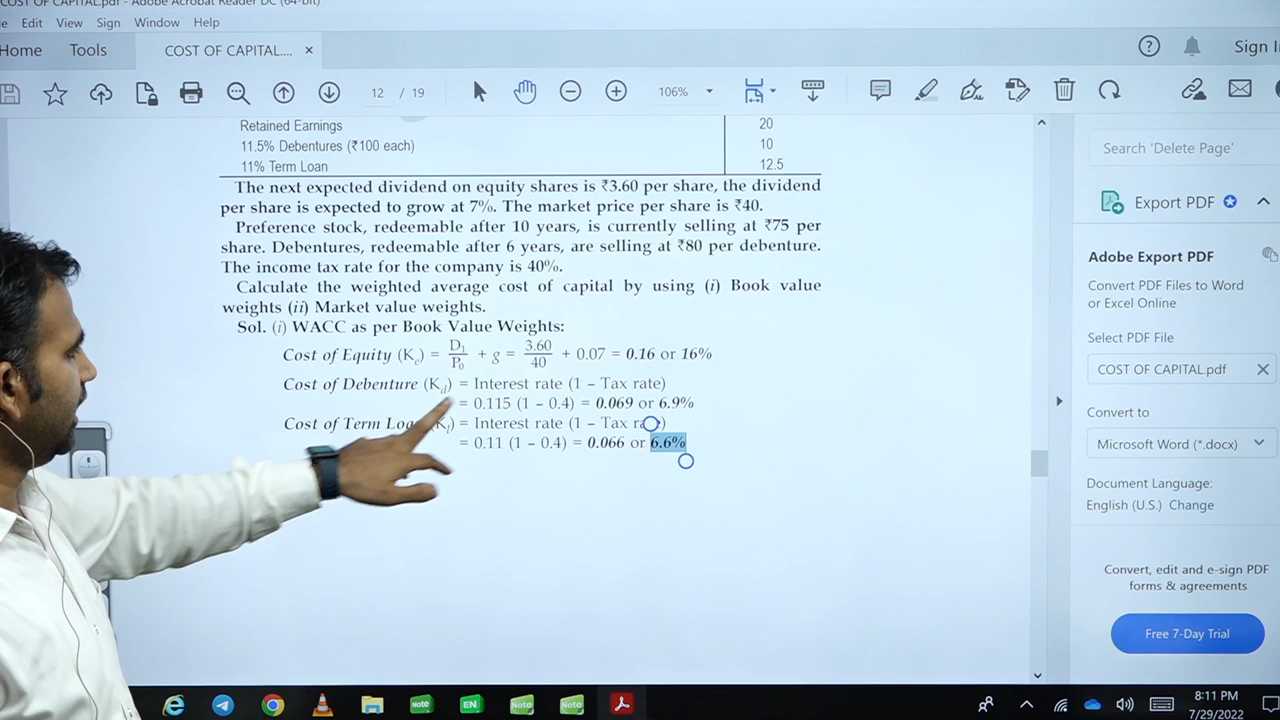 COST OF CAPITAL.pdf - Adobe Acrobat Reader DC (64-bit)
Edit View Sign Window Help
Home Tools COST OF CAPITAL.... × Sign In
12 / 19 106%
Retained Earnings 20
11.5% Debentures (₹100 each) 10
11% Term Loan 12.5
The next expected dividend on equity shares is ₹3.60 per share, the dividend
per share is expected to grow at 7%. The market price per share is ₹40.
Preference stock, redeemable after 10 years, is currently selling at ₹75 per
share. Debentures, redeemable after 6 years, are selling at ₹80 per debenture.
The income tax rate for the company is 40%.
Calculate the weighted average cost of capital by using (i) Book value
weights (ii) Market value weights.
Sol. (i) WACC as per Book Value Weights:
Cost of Equity (Ke) = D1/P0 + g = 3.60/40 + 0.07 = 0.16 or 16%
Cost of Debenture (Kd) = Interest rate (1 – Tax rate)
= 0.115 (1 – 0.4) = 0.069 or 6.9%
Cost of Term = Interest rate (1 – Tax
= 0.11 (1 – 0.4) = 0.066 or 6.6%
Search 'Delete Page'
Export PDF
Adobe Export PDF
Convert PDF Files to Word
or Excel Online
Select PDF File
COST OF CAPITAL.pdf ×
Convert to
Microsoft Word (*.docx)
Document Language:
English (U.S.) Change
Convert, edit and e-sign PDF
forms & agreements
Free 7-Day Trial
Note EN Note Note
8:11 PM
7/29/2022